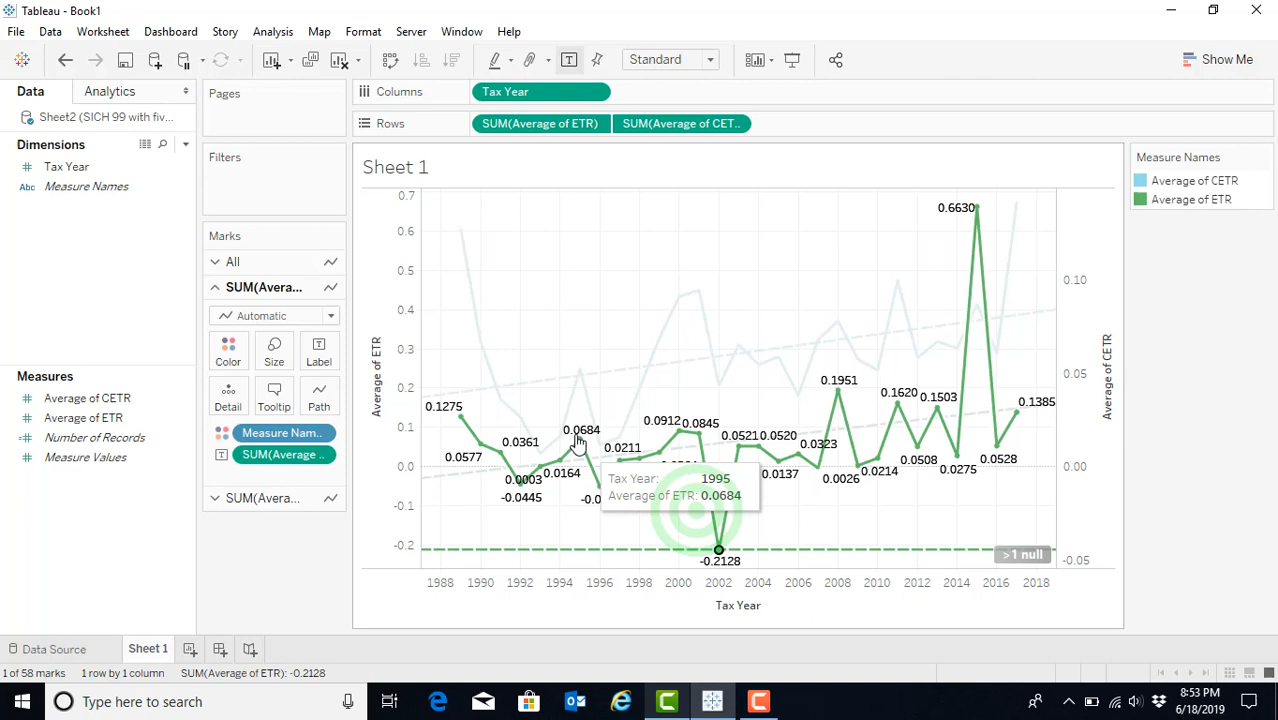 Tableau - Book1
File Data Worksheet Dashboard Story Analysis Map Format Server Window Help
Standard
Show Me
Data Analytics
Sheet2 (SICH 99 with fiv...
Dimensions
Tax Year
Abc Measure Names
Measures
Average of CETR
Average of ETR
Number of Records
Measure Values
Pages
Filters
Marks
All
SUM(Avera...
Automatic
Color Size Label
Detail Tooltip Path
Measure Nam..
SUM(Average ..
SUM(Avera...
Columns Tax Year
Rows SUM(Average of ETR) SUM(Average of CET..
Sheet 1
Average of ETR
0.7
0.6
0.5
0.4
0.3
0.2
0.1
0.0
-0.1
-0.2
0.1275
0.0577
0.0361
0.0003
-0.0445
0.0164
0.0684
0.0211
0.0912
0.0845
-0.2128
0.0521
0.0520
0.0137
0.0323
0.1951
0.0026
0.0214
0.1620
0.0508
0.1503
0.0275
0.6630
0.0528
0.1385
Tax Year: 1995
Average of ETR: 0.0684
>1 null
0.10
0.05
0.00
-0.05
Average of CETR
1988 1990 1992 1994 1996 1998 2000 2002 2004 2006 2008 2010 2012 2014 2016 2018
Tax Year
Measure Names
Average of CETR
Average of ETR
Data Source Sheet 1
1 of 58 marks 1 row by 1 column SUM(Average of ETR): -0.2128
Type here to search
8:53 PM
6/18/2019